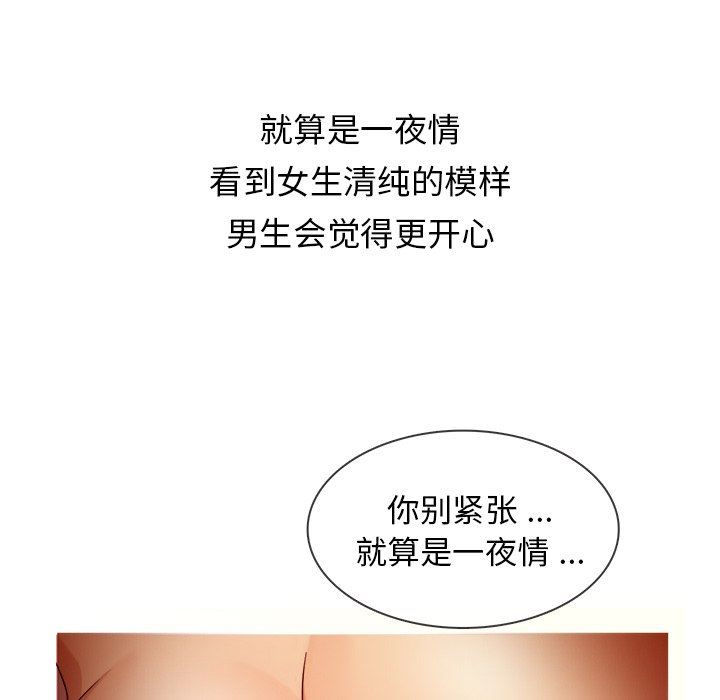 就算是一夜情
看到女生清纯的模样
男生会觉得更开心
你别紧张 ...
就算是一夜情 ...